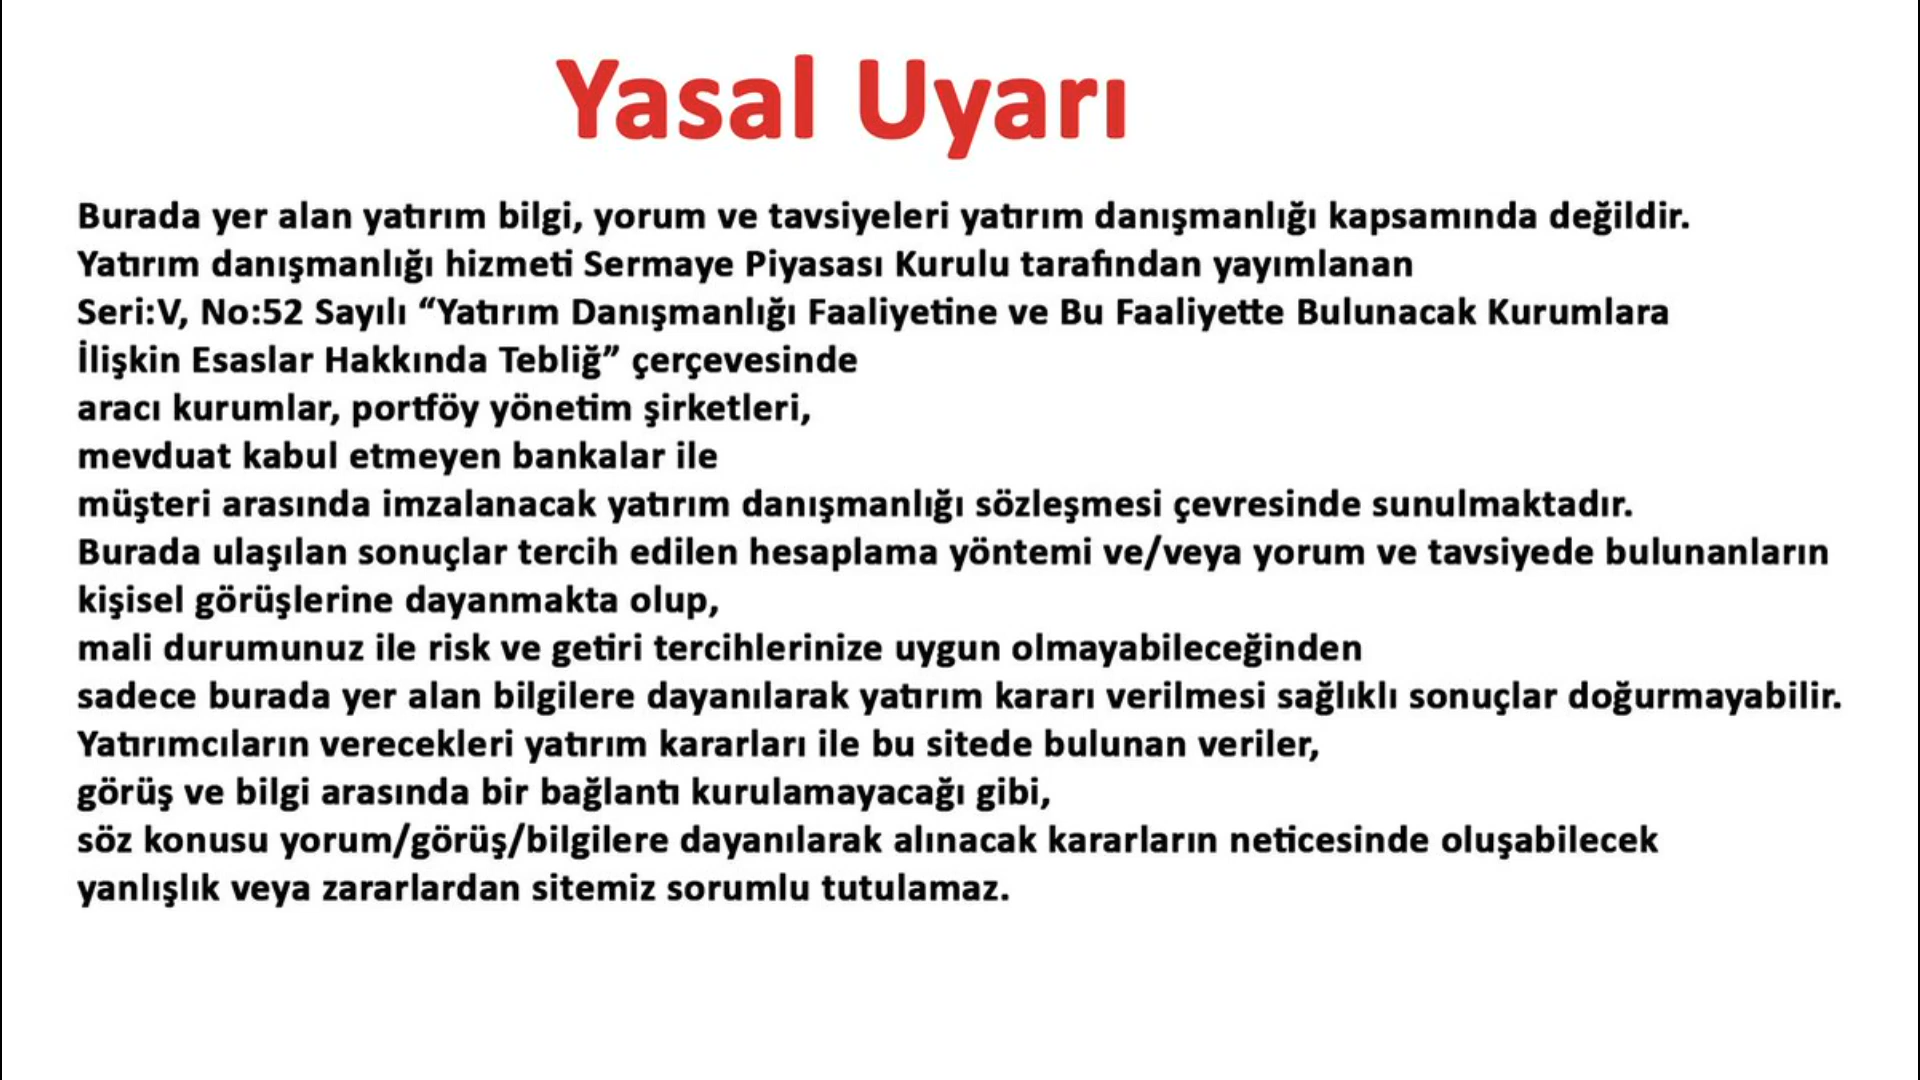 Yasal Uyarı
Burada yer alan yatırım bilgi, yorum ve tavsiyeleri yatırım danışmanlığı kapsamında değildir.
Yatırım danışmanlığı hizmeti Sermaye Piyasası Kurulu tarafından yayımlanan
Seri:V, No:52 Sayılı “Yatırım Danışmanlığı Faaliyetine ve Bu Faaliyette Bulunacak Kurumlara
İlişkin Esaslar Hakkında Tebliğ” çerçevesinde
aracı kurumlar, portföy yönetim şirketleri,
mevduat kabul etmeyen bankalar ile
müşteri arasında imzalanacak yatırım danışmanlığı sözleşmesi çevresinde sunulmaktadır.
Burada ulaşılan sonuçlar tercih edilen hesaplama yöntemi ve/veya yorum ve tavsiyede bulunanların
kişisel görüşlerine dayanmakta olup,
mali durumunuz ile risk ve getiri tercihlerinize uygun olmayabileceğinden
sadece burada yer alan bilgilere dayanılarak yatırım kararı verilmesi sağlıklı sonuçlar doğurmayabilir.
Yatırımcıların verecekleri yatırım kararları ile bu sitede bulunan veriler,
görüş ve bilgi arasında bir bağlantı kurulamayacağı gibi,
söz konusu yorum/görüş/bilgilere dayanılarak alınacak kararların neticesinde oluşabilecek
yanlışlık veya zararlardan sitemiz sorumlu tutulamaz.